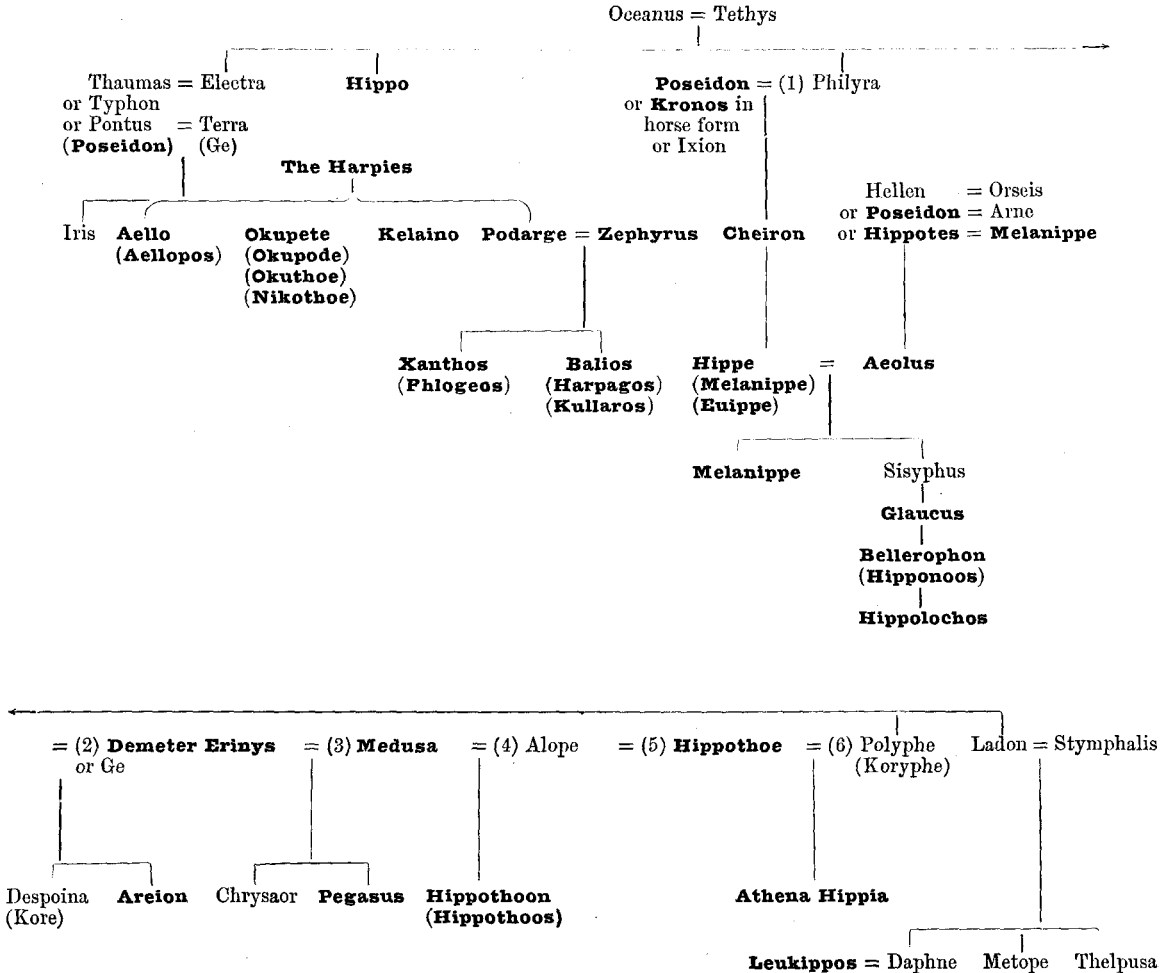 Oceanus = Tethys
Thaumas = Electra Hippo Poseidon = (1) Philyra
or Typhon or Kronos in
or Pontus = Terra horse form
(Poseidon) (Ge) or Ixion
The Harpies
Hellen = Orseis
or Poseidon = Arne
Iris Aello Okupete Kelaino Podarge = Zephyrus Cheiron or Hippotes = Melanippe
(Aellopos) (Okupode)
(Okuthoe)
(Nikothoe)
Xanthos Balios Hippe = Aeolus
(Phlogeos) (Harpagos) (Melanippe)
(Kullaros) (Euippe)
Melanippe Sisyphus
Glaucus
Bellerophon
(Hipponoos)
Hippolochos
= (2) Demeter Erinys = (3) Medusa = (4) Alope = (5) Hippothoe = (6) Polyphe Ladon = Stymphalis
or Ge (Koryphe)
Despoina Areion Chrysaor Pegasus Hippothoon Athena Hippia
(Kore) (Hippothoos)
Leukippos = Daphne Metope Thelpusa